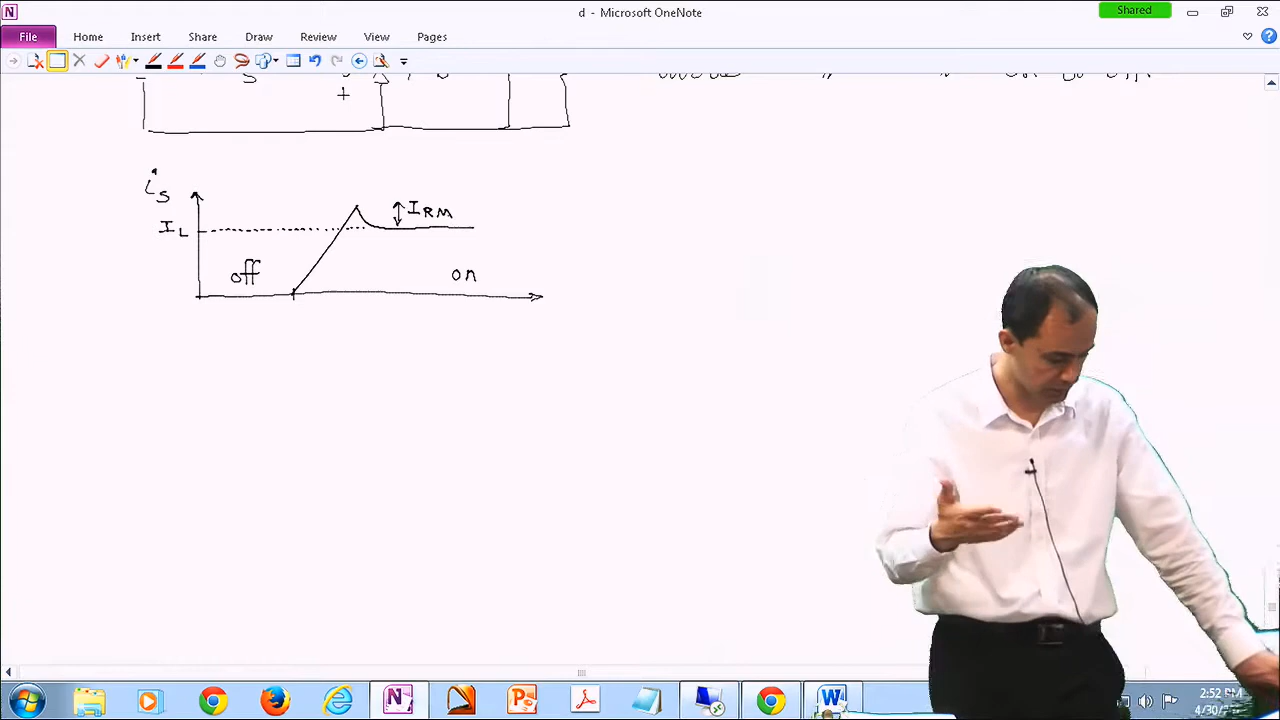 d - Microsoft OneNote
Shared
File Home Insert Share Draw Review View Pages
S
+
is
IL
IRM
off
on
2:52 PM